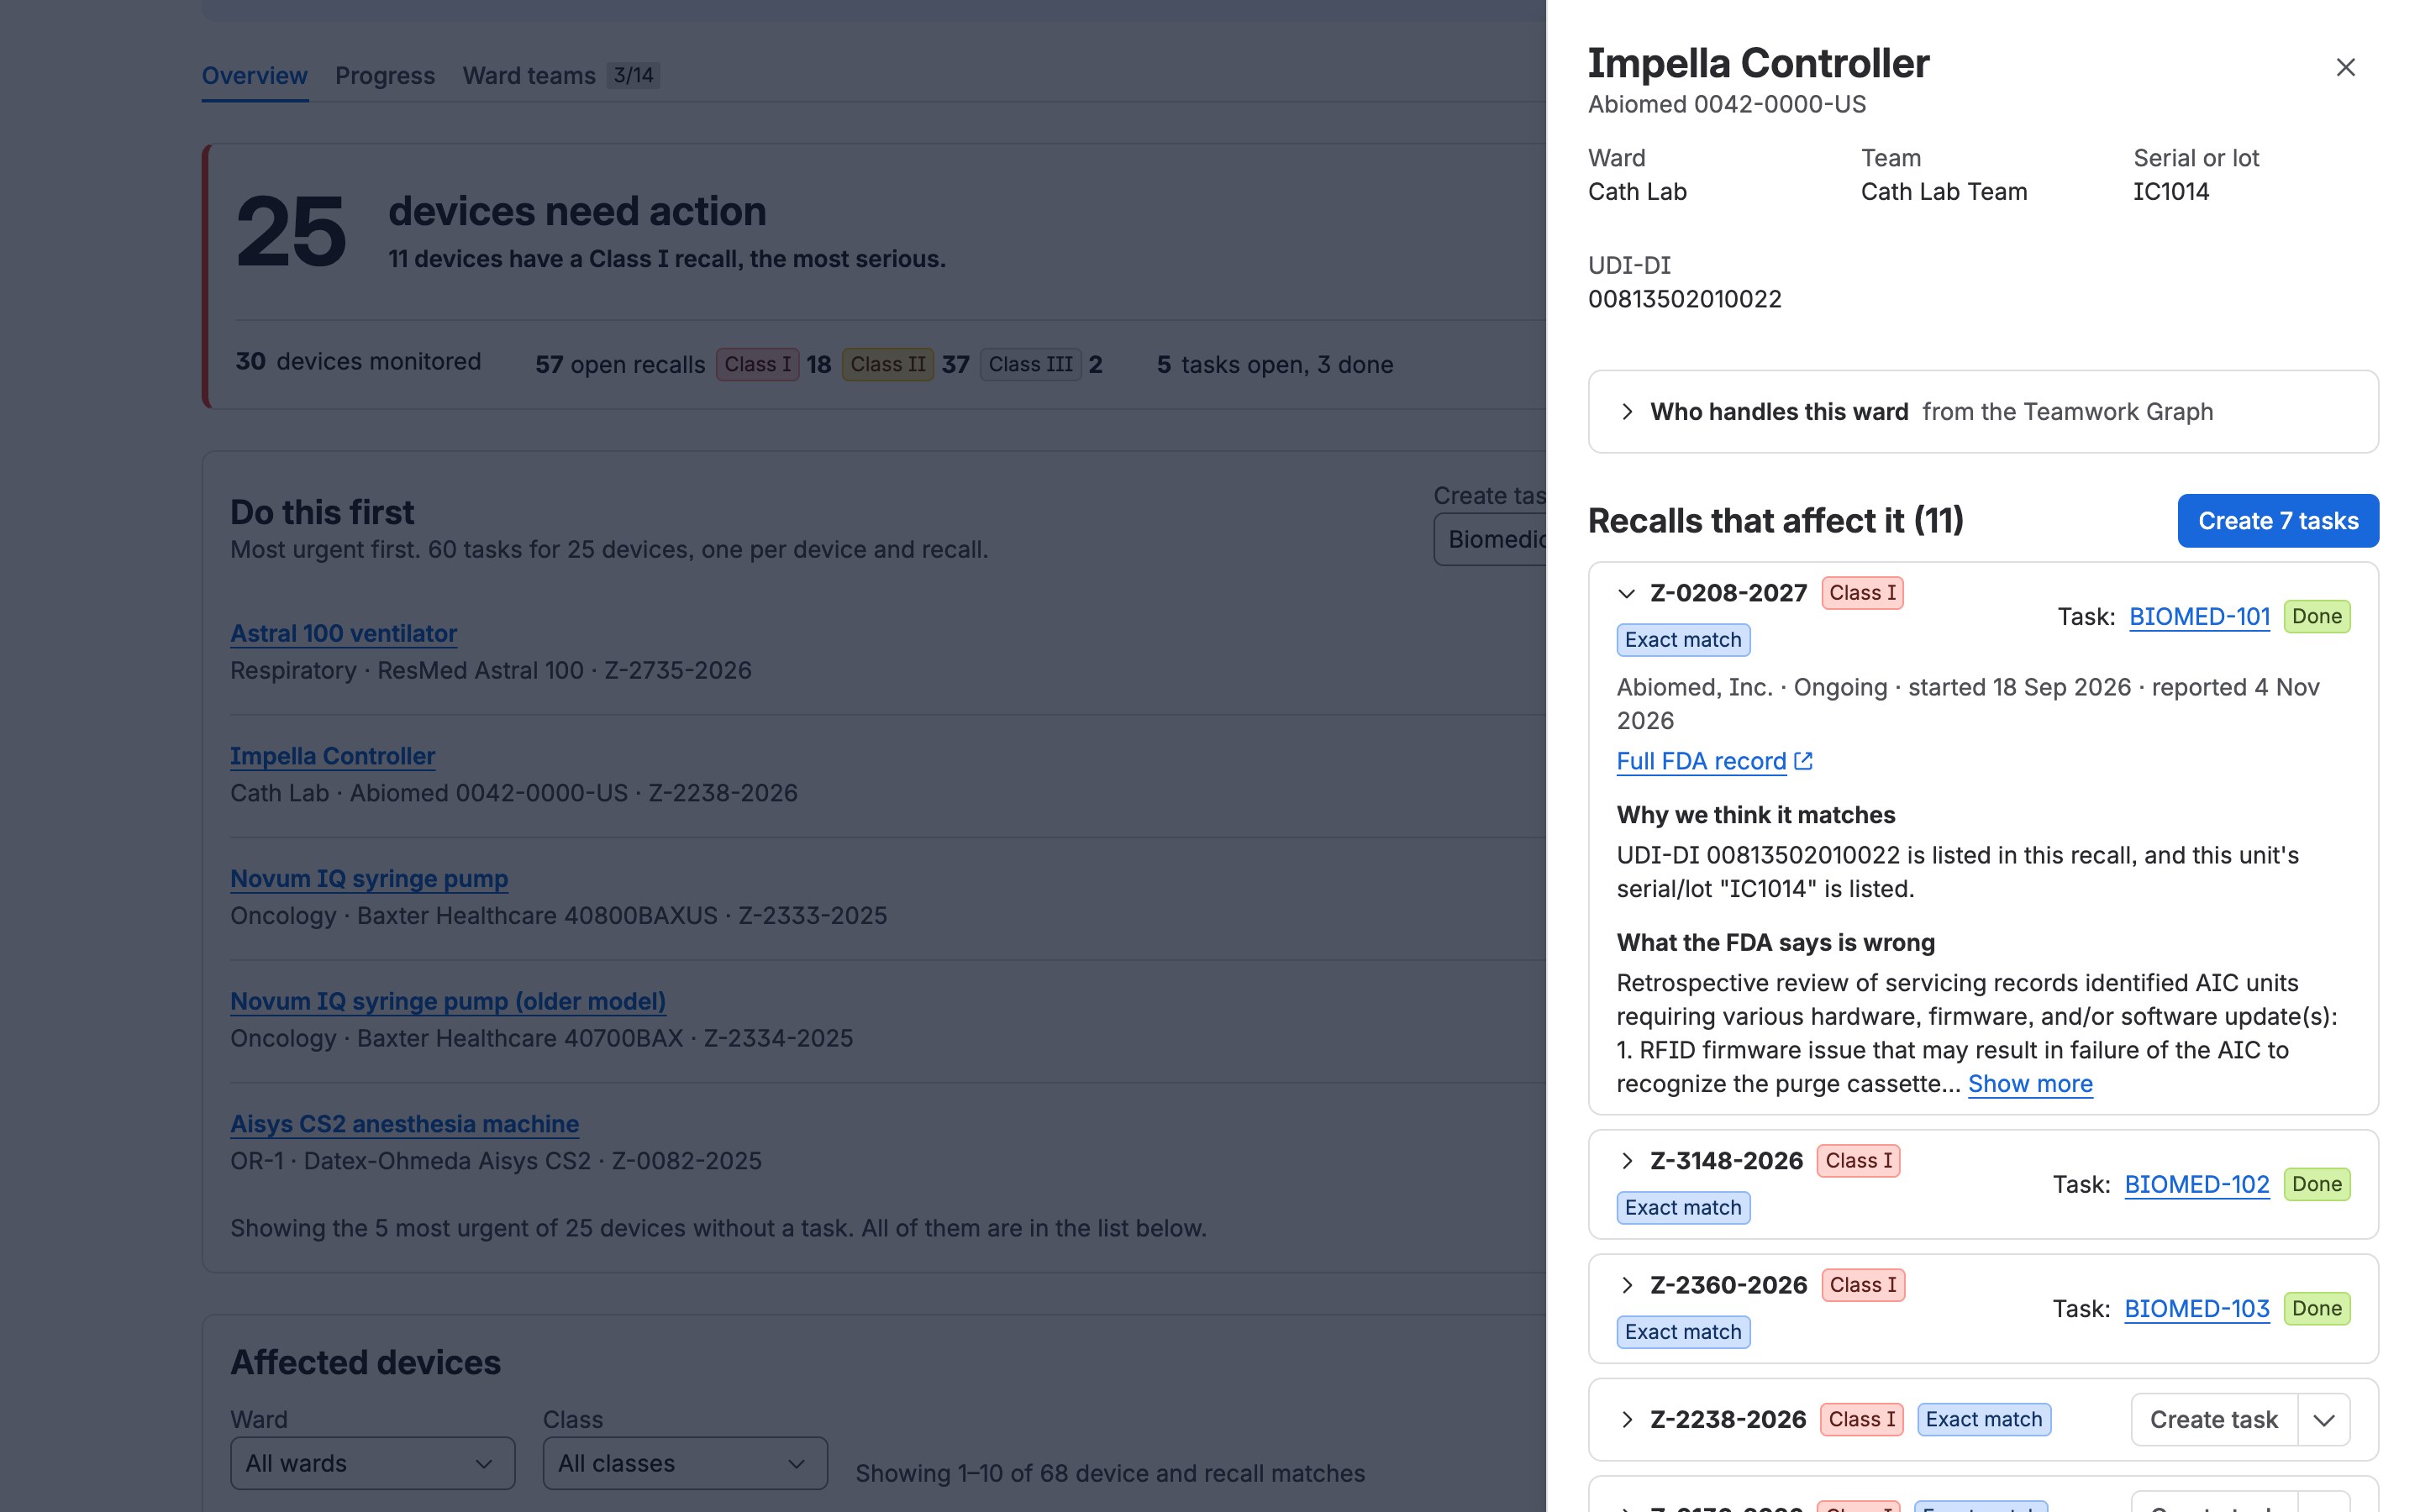 Overview Progress Ward teams 3/14
25 devices need action
11 devices have a Class I recall, the most serious.
30 devices monitored 57 open recalls Class I 18 Class II 37 Class III 2 5 tasks open, 3 done
Do this first
Most urgent first. 60 tasks for 25 devices, one per device and recall.
Create
Astral 100 ventilator
Respiratory · ResMed Astral 100 · Z-2735-2026
Impella Controller
Cath Lab · Abiomed 0042-0000-US · Z-2238-2026
Novum IQ syringe pump
Oncology · Baxter Healthcare 40800BAXUS · Z-2333-2025
Novum IQ syringe pump (older model)
Oncology · Baxter Healthcare 40700BAX · Z-2334-2025
Aisys CS2 anesthesia machine
OR-1 · Datex-Ohmeda Aisys CS2 · Z-0082-2025
Showing the 5 most urgent of 25 devices without a task. All of them are in the list below.
Affected devices
Ward Class
All wards All classes Showing 1–10 of 68 device and recall matches
Impella Controller
Abiomed 0042-0000-US
Ward Team Serial or lot
Cath Lab Cath Lab Team IC1014
UDI-DI
00813502010022
Who handles this ward from the Teamwork Graph
Recalls that affect it (11) Create 7 tasks
Z-0208-2027 Class I
Exact match
Task: BIOMED-101 Done
Abiomed, Inc. · Ongoing · started 18 Sep 2026 · reported 4 Nov
2026
Full FDA record
Why we think it matches
UDI-DI 00813502010022 is listed in this recall, and this unit's
serial/lot "IC1014" is listed.
What the FDA says is wrong
Retrospective review of servicing records identified AIC units
requiring various hardware, firmware, and/or software update(s):
1. RFID firmware issue that may result in failure of the AIC to
recognize the purge cassette... Show more
Z-3148-2026 Class I
Exact match
Task: BIOMED-102 Done
Z-2360-2026 Class I
Exact match
Task: BIOMED-103 Done
Z-2238-2026 Class I Exact match Create task